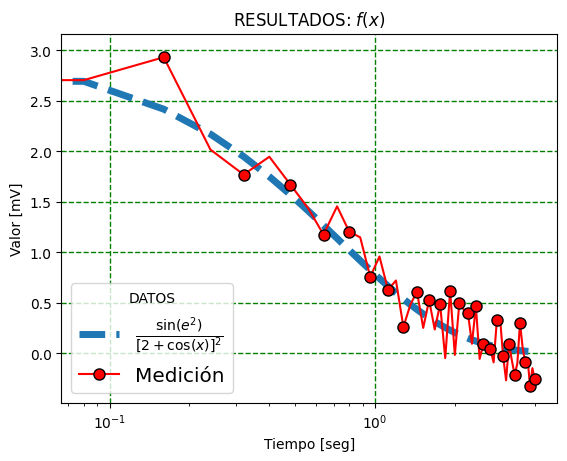 RESULTADOS: f(x)
Valor [mV]
3.0
2.5
2.0
1.5
1.0
0.5
0.0
DATOS
sin(e²)
[2 + cos(x)]²
Medición
10⁻¹
10⁰
Tiempo [seg]